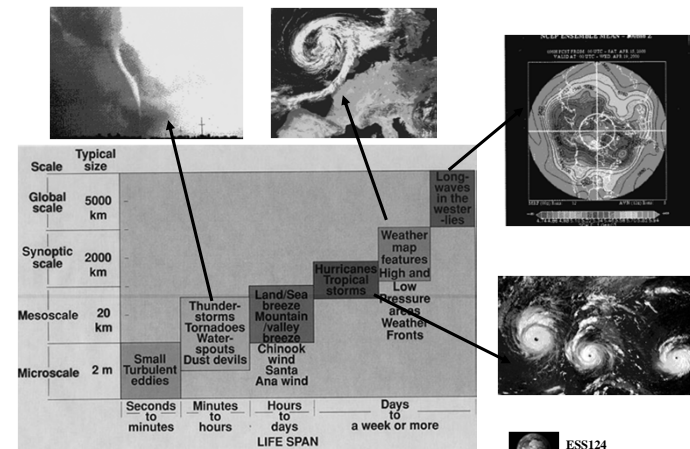 NCEP ENSEMBLE MEAN -
Scale
Typical
size
Global
scale
5000
km
Synoptic
scale
2000
km
Mesoscale
20
km
Microscale
2 m
Long-
waves
in the
wester
-lies
Weather
map
features
High and
Low
Pressure
areas
Weather
Fronts
Hurricanes
Tropical
storms
Land/Sea
breeze
Mountain
/valley
breeze
Chinook
wind
Santa
Ana wind
Thunder-
storms
Tornadoes
Water-
spouts
Dust devils
Small
Turbulent
eddies
Seconds
to
minutes
Minutes
to
hours
Hours
to
days
Days
to
a week or more
LIFE SPAN
ESS124